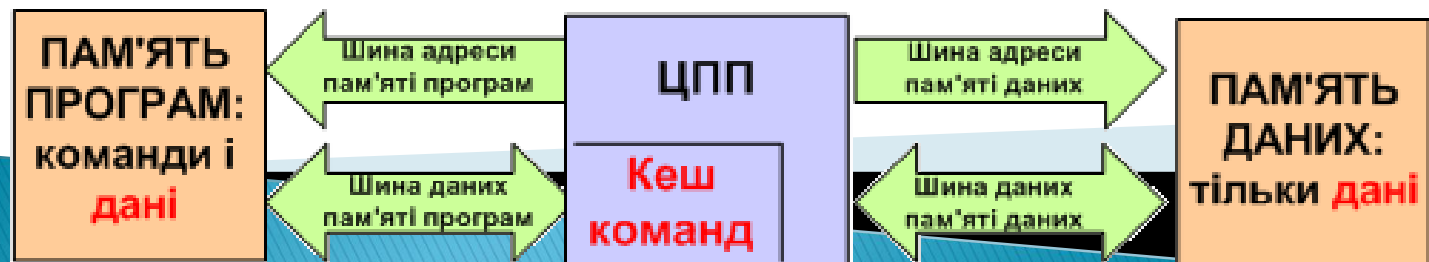 ПАМ'ЯТЬ
ПРОГРАМ:
команди і
дані
Шина адреси
пам'яті програм
Шина даних
пам'яті програм
ЦПП
Кеш
команд
Шина адреси
пам'яті даних
Шина даних
пам'яті даних
ПАМ'ЯТЬ
ДАНИХ:
тільки дані